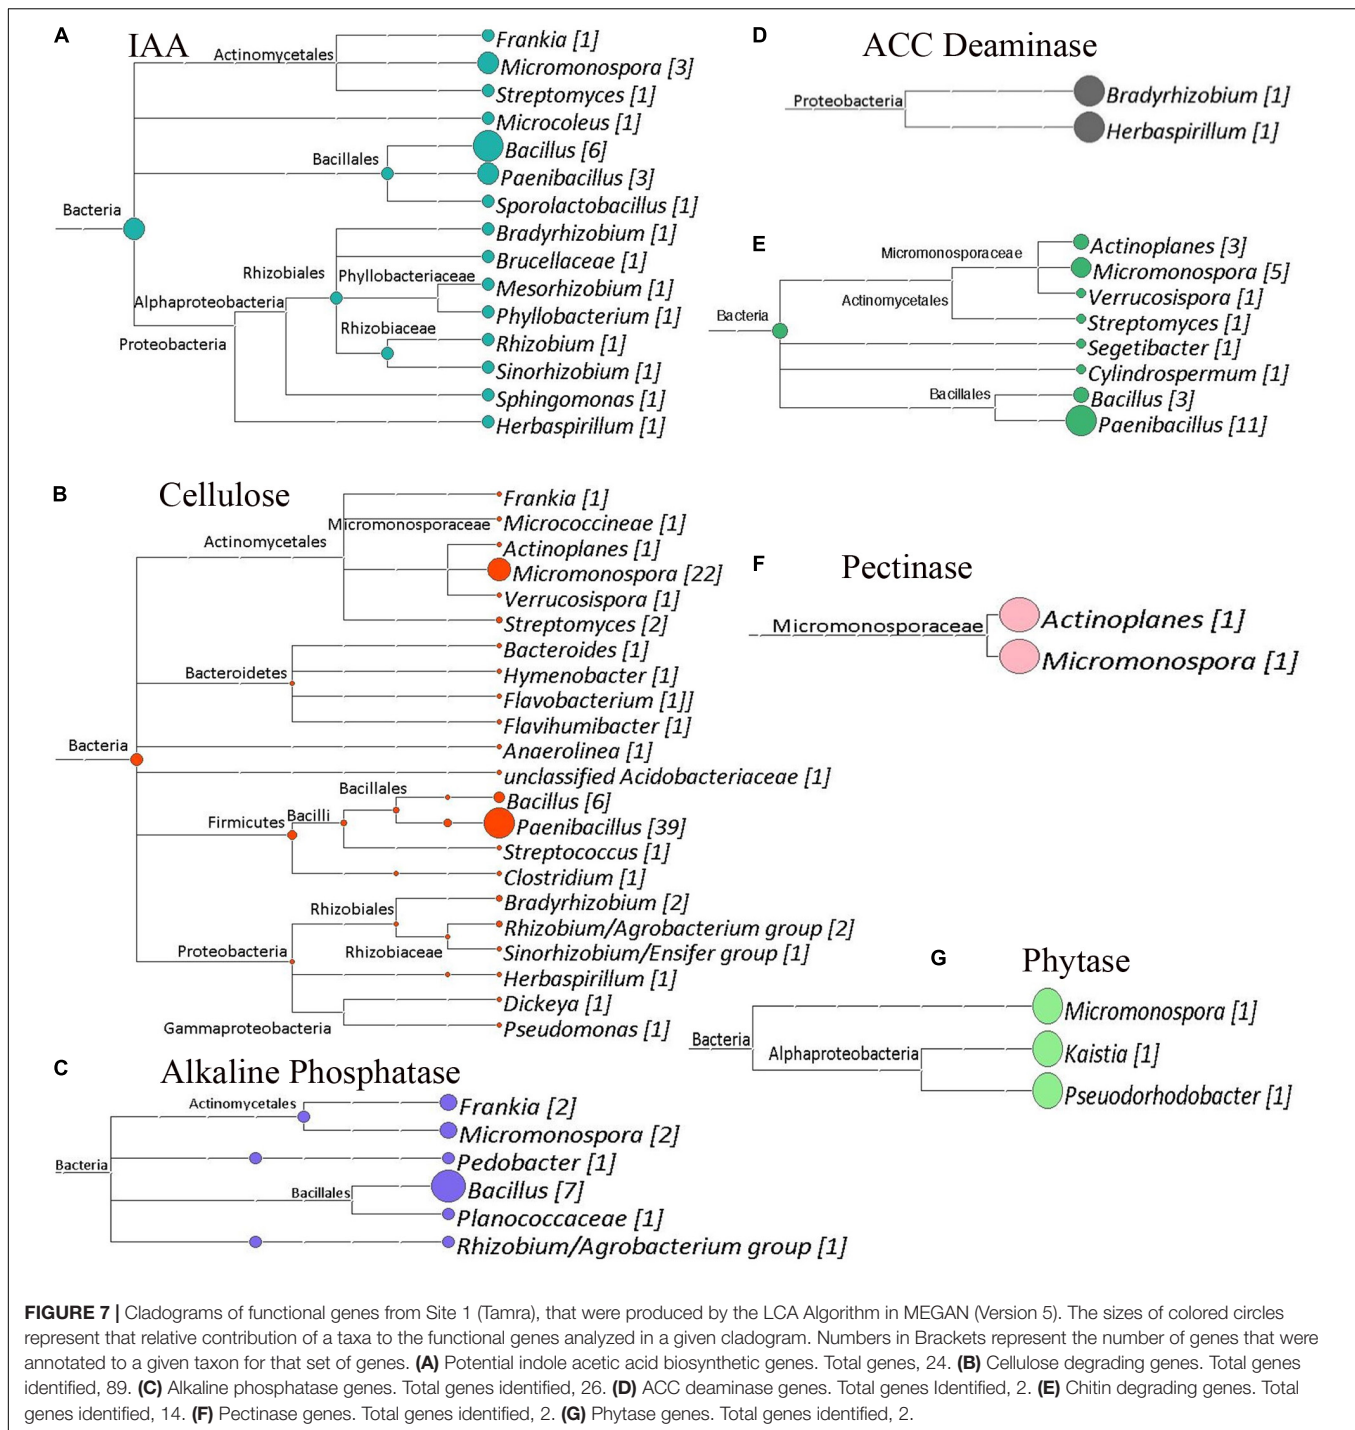 A
IAA
Bacteria
Actinomycetales
Frankia [1]
Micromonospora [3]
Streptomyces [1]
Microcoleus [1]
Bacillales
Bacillus [6]
Paenibacillus [3]
Sporolactobacillus [1]
Proteobacteria
Alphaproteobacteria
Rhizobiales
Bradyrhizobium [1]
Brucellaceae [1]
Phyllobacteriaceae
Mesorhizobium [1]
Phyllobacterium [1]
Rhizobiaceae
Rhizobium [1]
Sinorhizobium [1]
Sphingomonas [1]
Herbaspirillum [1]
B
Cellulose
Bacteria
Actinomycetales
Frankia [1]
Micrococcineae [1]
Micromonosporaceae
Actinoplanes [1]
Micromonospora [22]
Verrucosispora [1]
Streptomyces [2]
Bacteroidetes
Bacteroides [1]
Hymenobacter [1]
Flavobacterium [1]]
Flavihumibacter [1]
Anaerolinea [1]
unclassified Acidobacteriaceae [1]
Firmicutes
Bacilli
Bacillales
Bacillus [6]
Paenibacillus [39]
Streptococcus [1]
Clostridium [1]
Proteobacteria
Rhizobiales
Bradyrhizobium [2]
Rhizobiaceae
Rhizobium/Agrobacterium group [2]
Sinorhizobium/Ensifer group [1]
Herbaspirillum [1]
Gammaproteobacteria
Dickeya [1]
Pseudomonas [1]
C
Alkaline Phosphatase
Bacteria
Actinomycetales
Frankia [2]
Micromonospora [2]
Pedobacter [1]
Bacillales
Bacillus [7]
Planococcaceae [1]
Rhizobium/Agrobacterium group [1]
D
ACC Deaminase
Proteobacteria
Bradyrhizobium [1]
Herbaspirillum [1]
E
Bacteria
Actinomycetales
Micromonosporaceae
Actinoplanes [3]
Micromonospora [5]
Verrucosispora [1]
Streptomyces [1]
Segetibacter [1]
Cylindrospermum [1]
Bacillales
Bacillus [3]
Paenibacillus [11]
F
Pectinase
Micromonosporaceae
Actinoplanes [1]
Micromonospora [1]
G
Phytase
Bacteria
Micromonospora [1]
Alphaproteobacteria
Kaistia [1]
Pseuodorhodobacter [1]
FIGURE 7 | Cladograms of functional genes from Site 1 (Tamra), that were produced by the LCA Algorithm in MEGAN (Version 5). The sizes of colored circles
represent that relative contribution of a taxa to the functional genes analyzed in a given cladogram. Numbers in Brackets represent the number of genes that were
annotated to a given taxon for that set of genes. (A) Potential indole acetic acid biosynthetic genes. Total genes, 24. (B) Cellulose degrading genes. Total genes
identified, 89. (C) Alkaline phosphatase genes. Total genes identified, 26. (D) ACC deaminase genes. Total genes Identified, 2. (E) Chitin degrading genes. Total
genes identified, 14. (F) Pectinase genes. Total genes identified, 2. (G) Phytase genes. Total genes identified, 2.